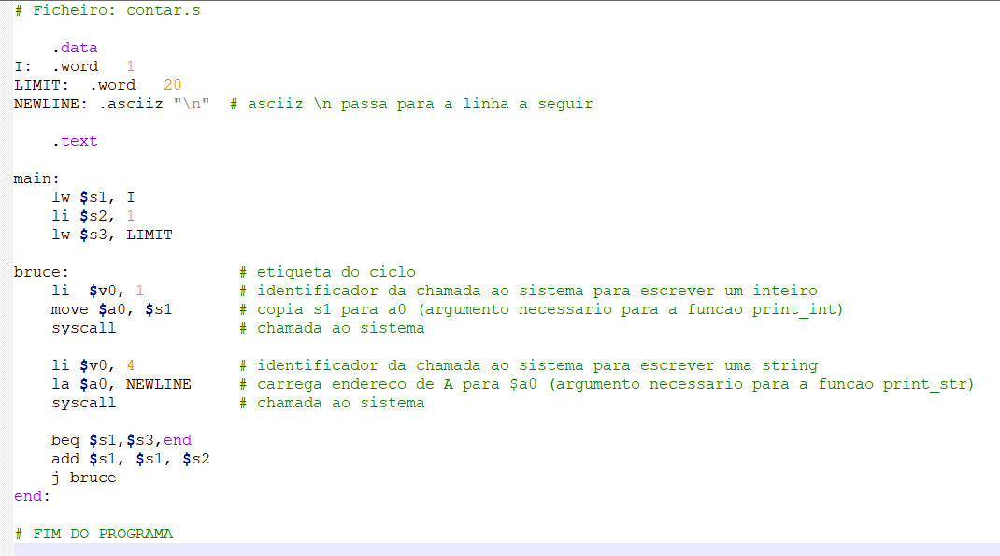 # Ficheiro: contar.s
.data
I: .word 1
LIMIT: .word 20
NEWLINE: .asciiz "\n" # asciiz \n passa para a linha a seguir
.text
main:
lw $s1, I
li $s2, 1
lw $s3, LIMIT
bruce: # etiqueta do ciclo
li $v0, 1 # identificador da chamada ao sistema para escrever um inteiro
move $a0, $s1 # copia s1 para a0 (argumento necessario para a funcao print_int)
syscall # chamada ao sistema
li $v0, 4 # identificador da chamada ao sistema para escrever uma string
la $a0, NEWLINE # carrega endereco de A para $a0 (argumento necessario para a funcao print_str)
syscall # chamada ao sistema
beq $s1,$s3,end
add $s1, $s1, $s2
j bruce
end:
# FIM DO PROGRAMA